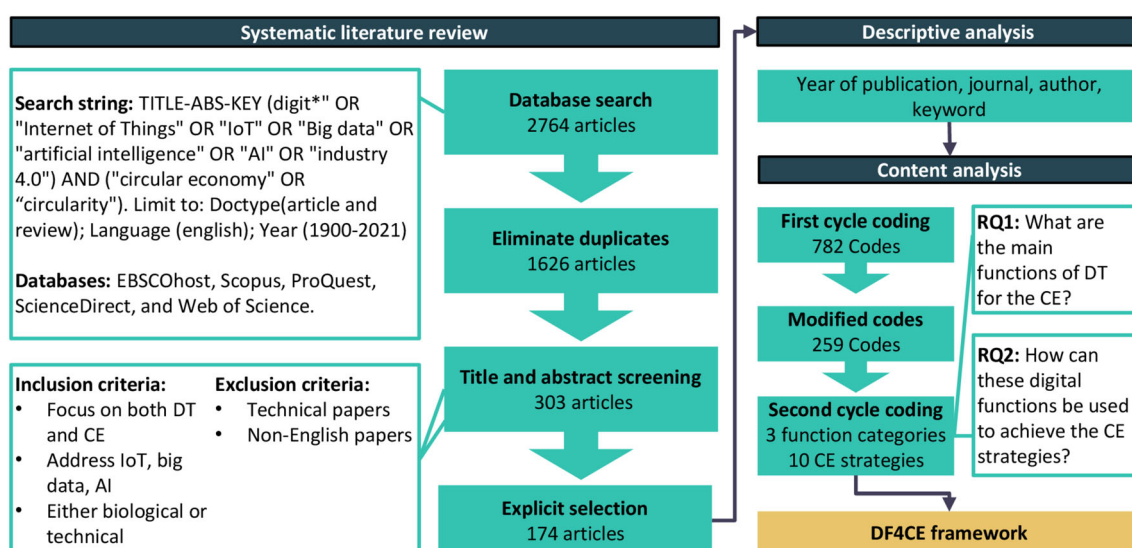 Systematic literature review
Search string: TITLE-ABS-KEY (digit*" OR
"Internet of Things" OR "IoT" OR "Big data" OR
"artificial intelligence" OR "AI" OR "industry
4.0") AND ("circular economy" OR
“circularity"). Limit to: Doctype(article and
review); Language (english); Year (1900-2021)
Databases: EBSCOhost, Scopus, ProQuest,
ScienceDirect, and Web of Science.
Inclusion criteria:
• Focus on both DT
and CE
• Address IoT, big
data, AI
• Either biological or
technical
Exclusion criteria:
• Technical papers
• Non-English papers
Database search
2764 articles
Eliminate duplicates
1626 articles
Title and abstract screening
303 articles
Explicit selection
174 articles
Descriptive analysis
Year of publication, journal, author,
keyword
Content analysis
First cycle coding
782 Codes
Modified codes
259 Codes
Second cycle coding
3 function categories
10 CE strategies
RQ1: What are
the main
functions of DT
for the CE?
RQ2: How can
these digital
functions be used
to achieve the CE
strategies?
DF4CE framework